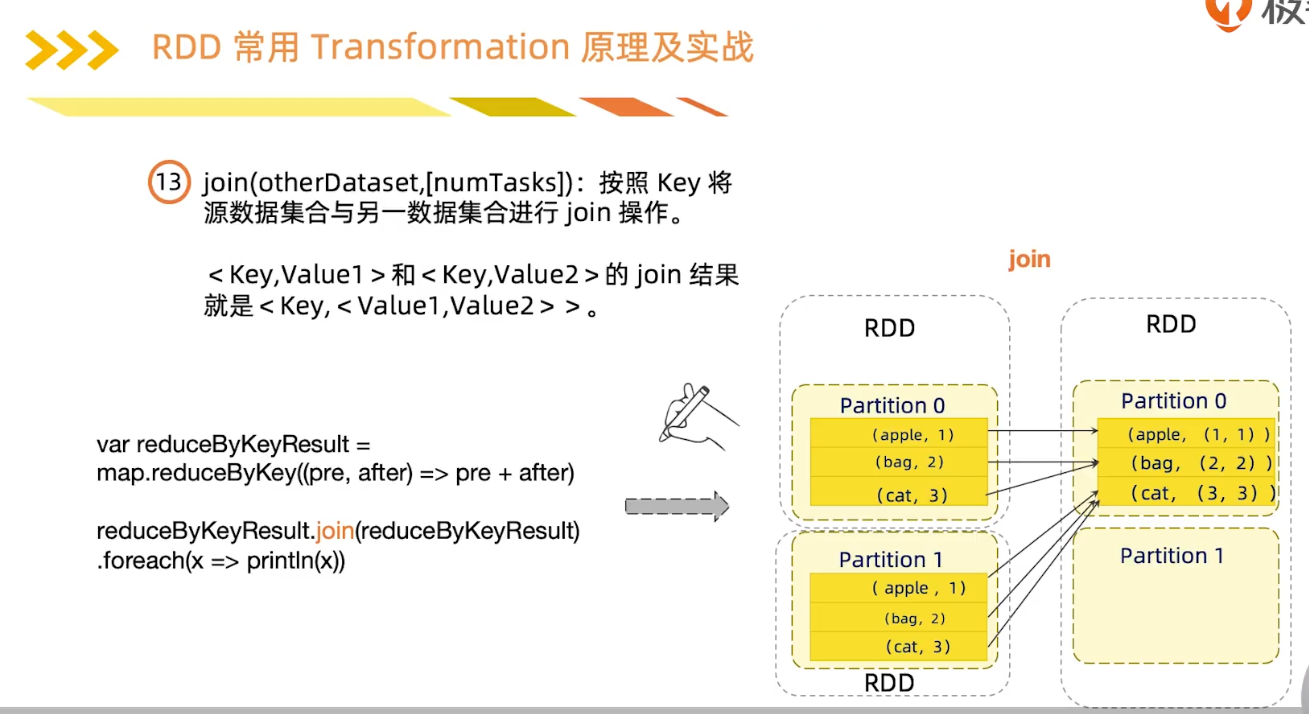 极
RDD 常用 Transformation 原理及实战
13 join(otherDataset,[numTasks]):按照 Key 将
源数据集合与另一数据集合进行 join 操作。
<Key,Value1>和<Key,Value2>的 join 结果
就是<Key,<Value1,Value2>>。
var reduceByKeyResult =
map.reduceByKey((pre, after) => pre + after)
reduceByKeyResult.join(reduceByKeyResult)
.foreach(x => println(x))
join
RDD
Partition 0
(apple, 1)
(bag, 2)
(cat, 3)
Partition 1
( apple , 1)
(bag, 2)
(cat, 3)
RDD
RDD
Partition 0
(apple, (1, 1) )
(bag, (2, 2) )
(cat, (3, 3) )
Partition 1